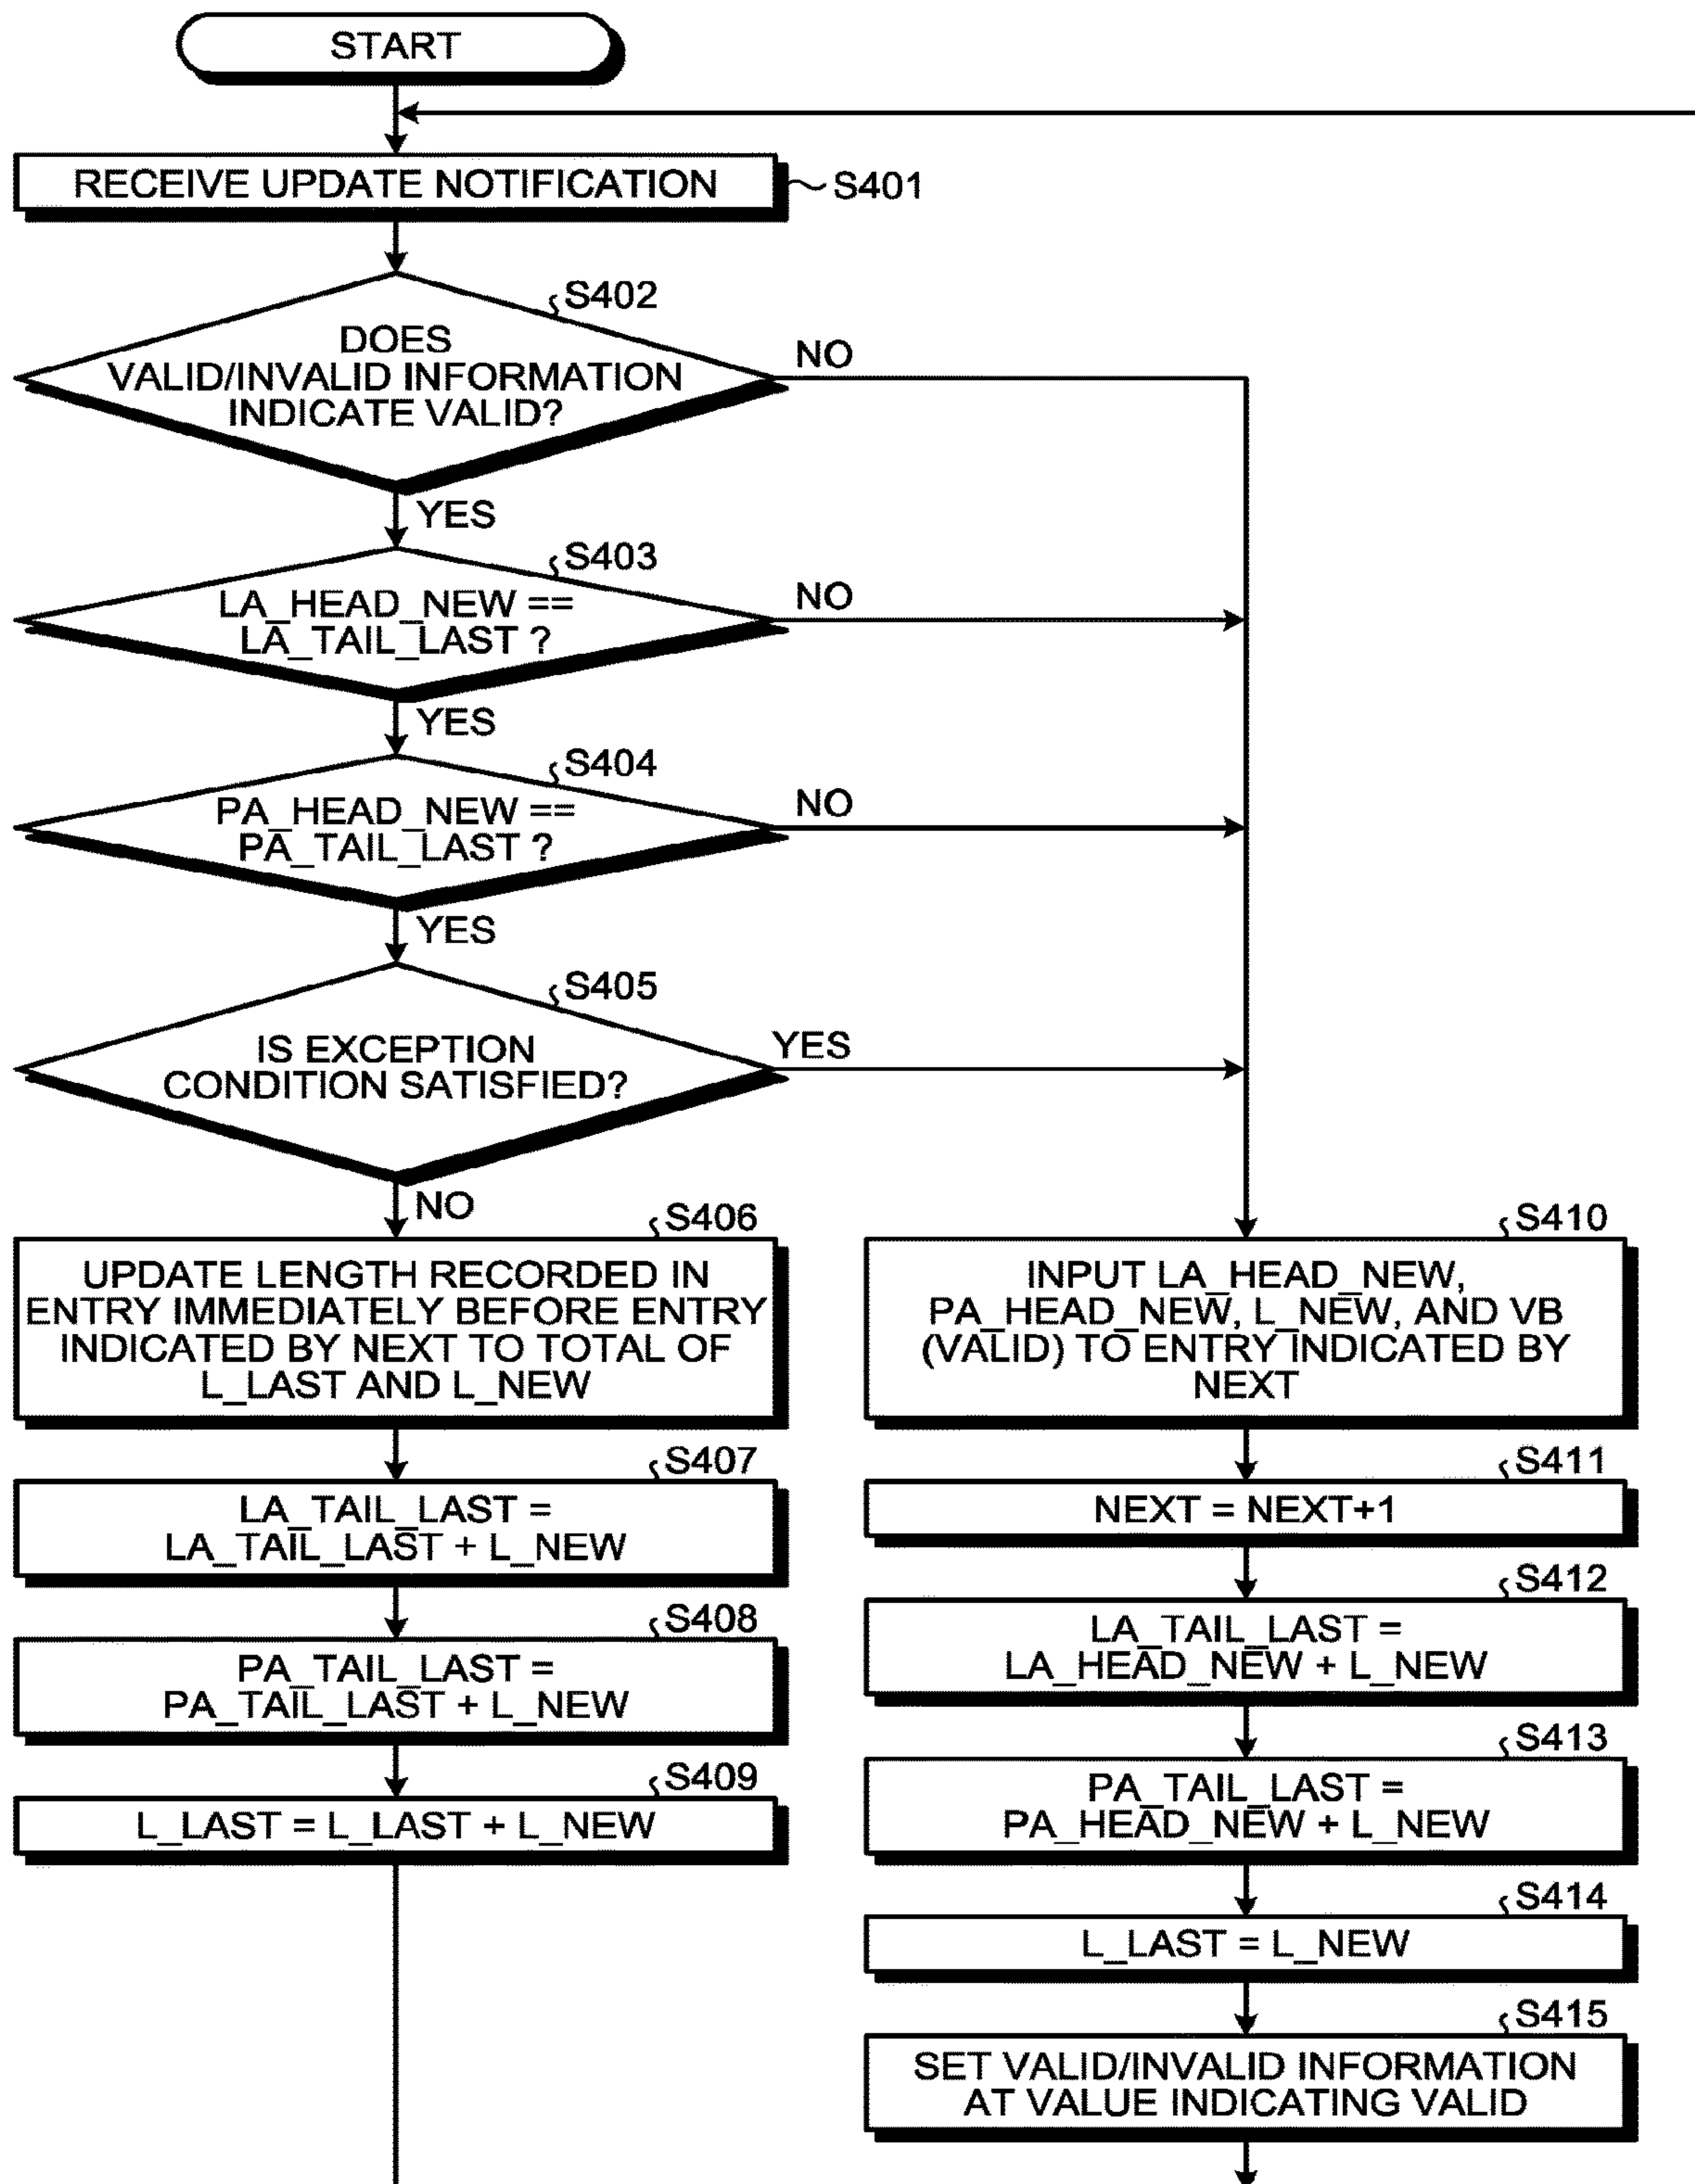 START
RECEIVE UPDATE NOTIFICATION
S401
S402
DOES
VALID/INVALID INFORMATION
INDICATE VALID?
NO
YES
S403
LA_HEAD_NEW ==
LA_TAIL_LAST ?
NO
YES
S404
PA_HEAD_NEW ==
PA_TAIL_LAST ?
NO
YES
S405
IS EXCEPTION
CONDITION SATISFIED?
YES
NO
S406
UPDATE LENGTH RECORDED IN
ENTRY IMMEDIATELY BEFORE ENTRY
INDICATED BY NEXT TO TOTAL OF
L_LAST AND L_NEW
S407
LA_TAIL_LAST =
LA_TAIL_LAST + L_NEW
S408
PA_TAIL_LAST =
PA_TAIL_LAST + L_NEW
S409
L_LAST = L_LAST + L_NEW
S410
INPUT LA_HEAD_NEW,
PA_HEAD_NEW, L_NEW, AND VB
(VALID) TO ENTRY INDICATED BY
NEXT
S411
NEXT = NEXT+1
S412
LA_TAIL_LAST =
LA_HEAD_NEW + L_NEW
S413
PA_TAIL_LAST =
PA_HEAD_NEW + L_NEW
S414
L_LAST = L_NEW
S415
SET VALID/INVALID INFORMATION
AT VALUE INDICATING VALID